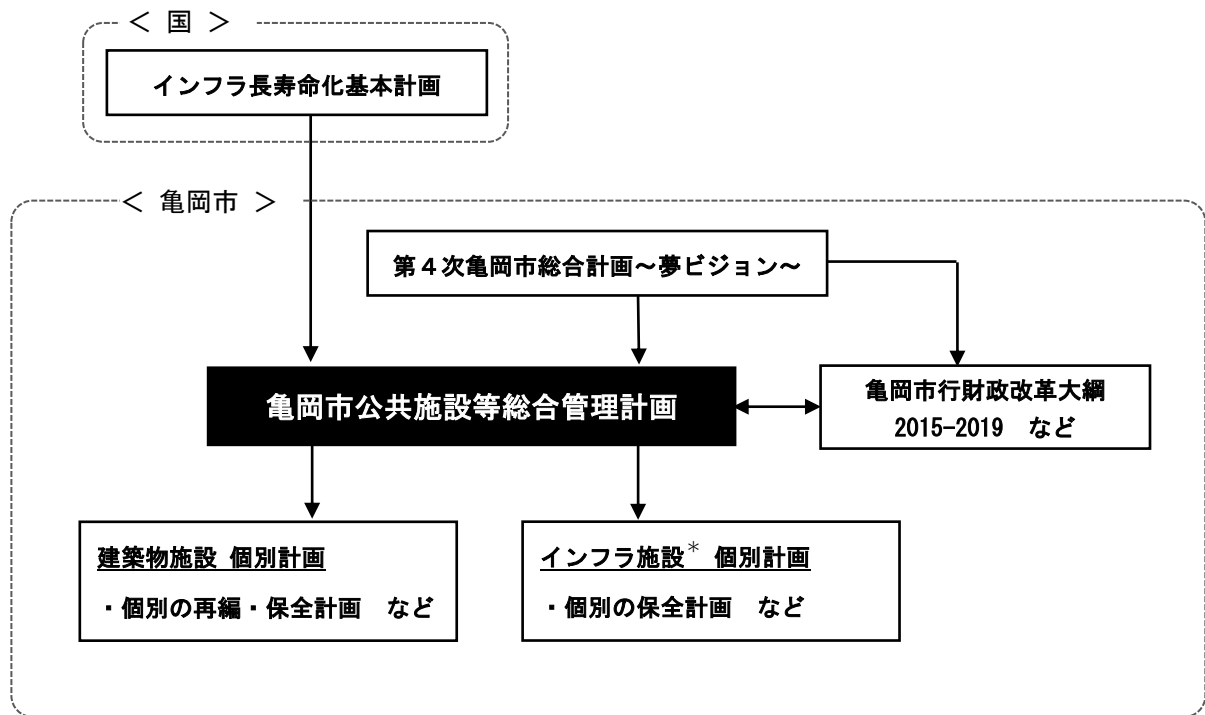 ＜ 国 ＞
インフラ長寿命化基本計画
＜ 亀岡市 ＞
第４次亀岡市総合計画～夢ビジョン～
亀岡市公共施設等総合管理計画
亀岡市行財政改革大綱
2015-2019　など
建築物施設 個別計画
・個別の再編・保全計画　など
インフラ施設＊ 個別計画
・個別の保全計画　など